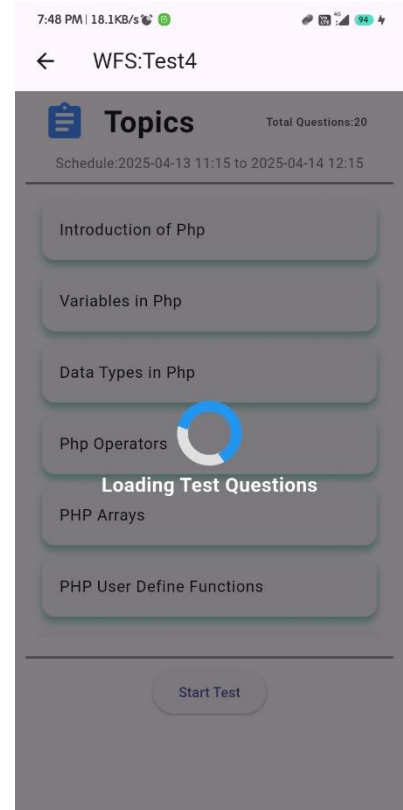 7:48 PM | 18.1KB/s
4G
94
WFS:Test4
Topics
Total Questions:20
Schedule:2025-04-13 11:15 to 2025-04-14 12:15
Introduction of Php
Variables in Php
Data Types in Php
Php Operators
Loading Test Questions
PHP Arrays
PHP User Define Functions
Start Test